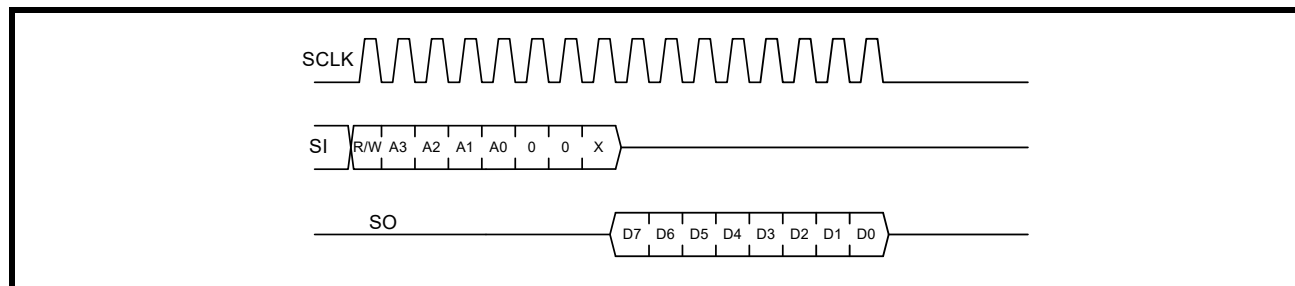 SCLK
SI R/W A3 A2 A1 A0 0 0 X
SO
D7 D6 D5 D4 D3 D2 D1 D0